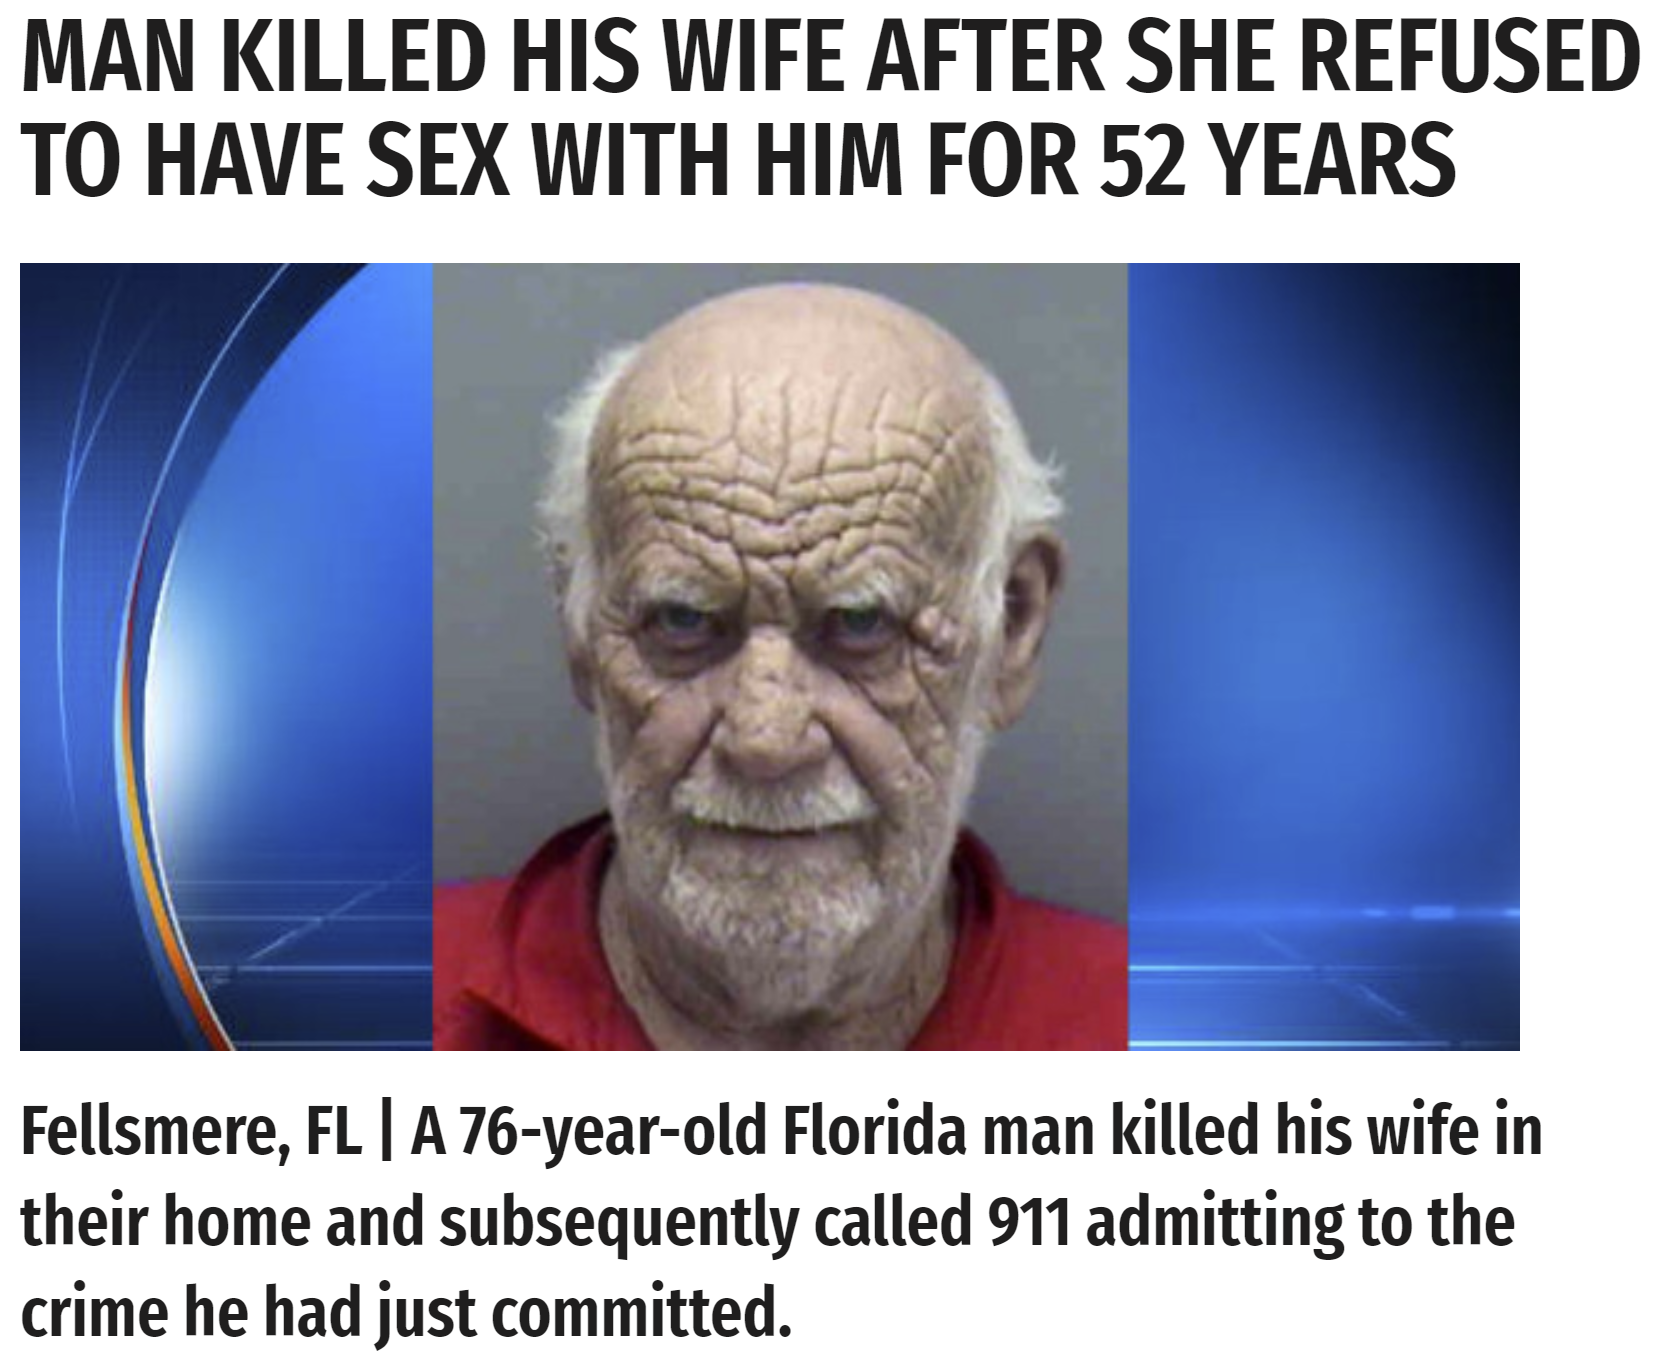 MAN KILLED HIS WIFE AFTER SHE REFUSED
TO HAVE SEX WITH HIM FOR 52 YEARS
Fellsmere, FL | A 76-year-old Florida man killed his wife in
their home and subsequently called 911 admitting to the
crime he had just committed.